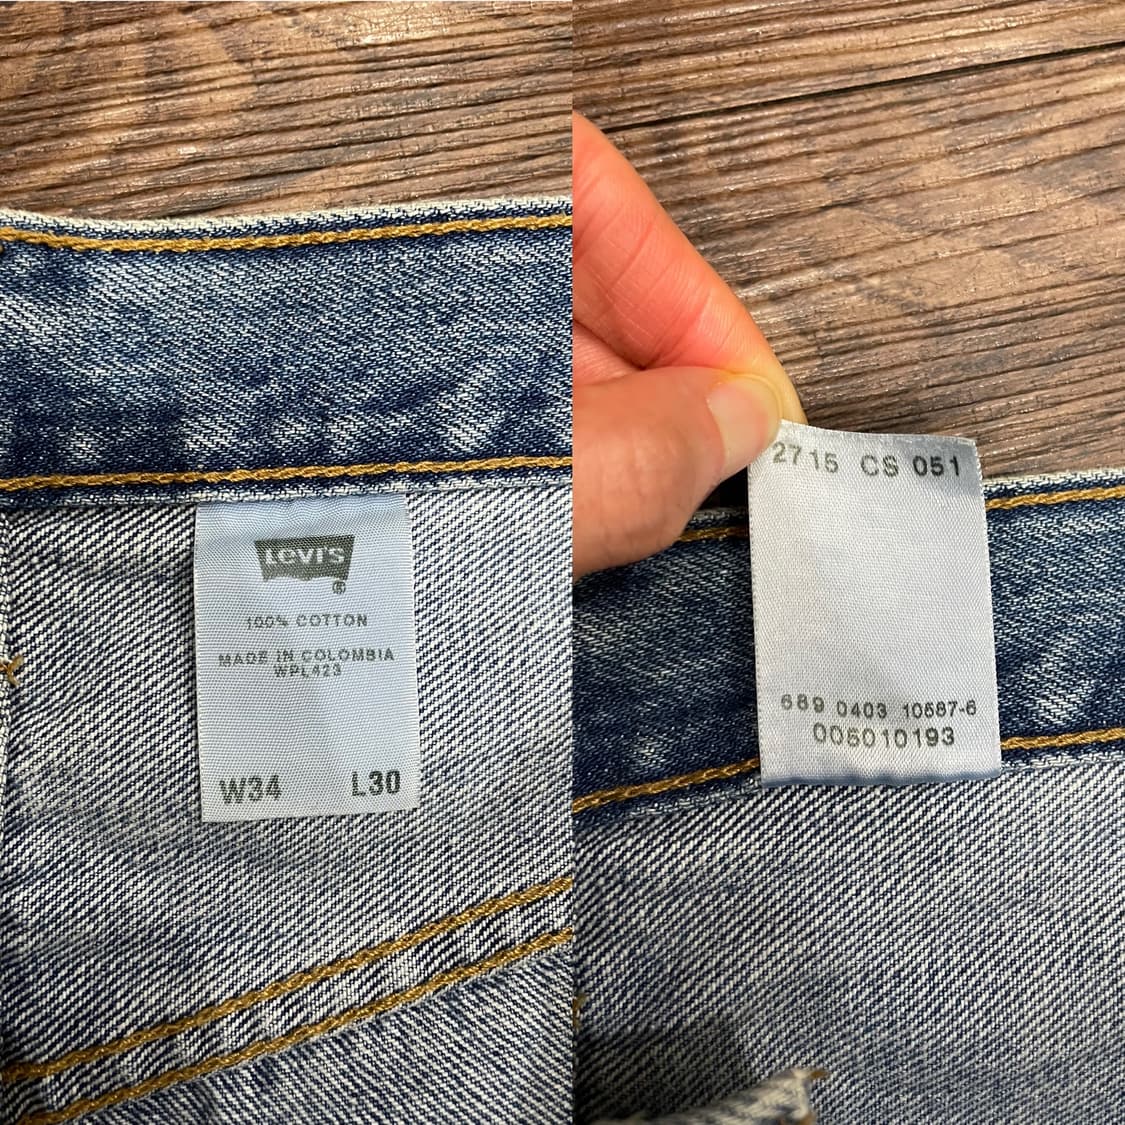 Levi's
®
100% COTTON
MADE IN COLOMBIA
WPL423
W34 L30
2715 CS 051
689 0403 10587-6
005010193